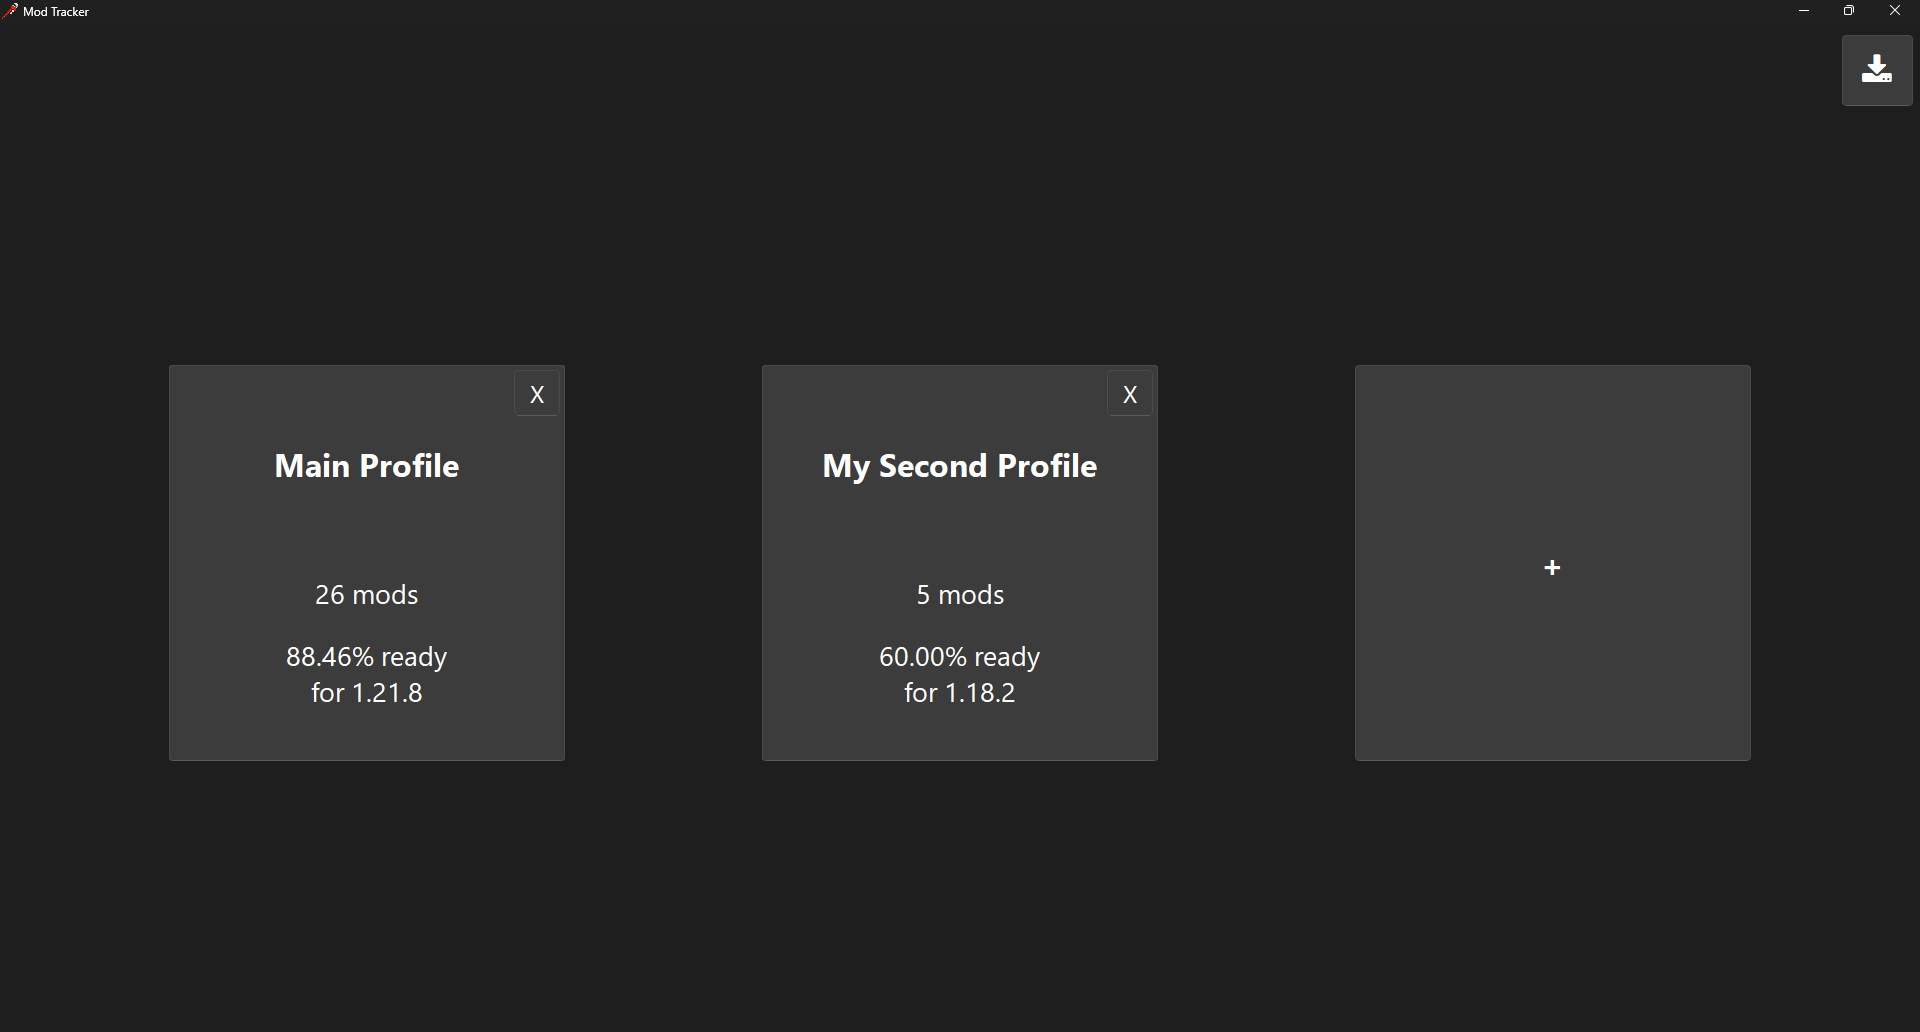 Mod Tracker
X
Main Profile
26 mods
88.46% ready
for 1.21.8
X
My Second Profile
5 mods
60.00% ready
for 1.18.2
+